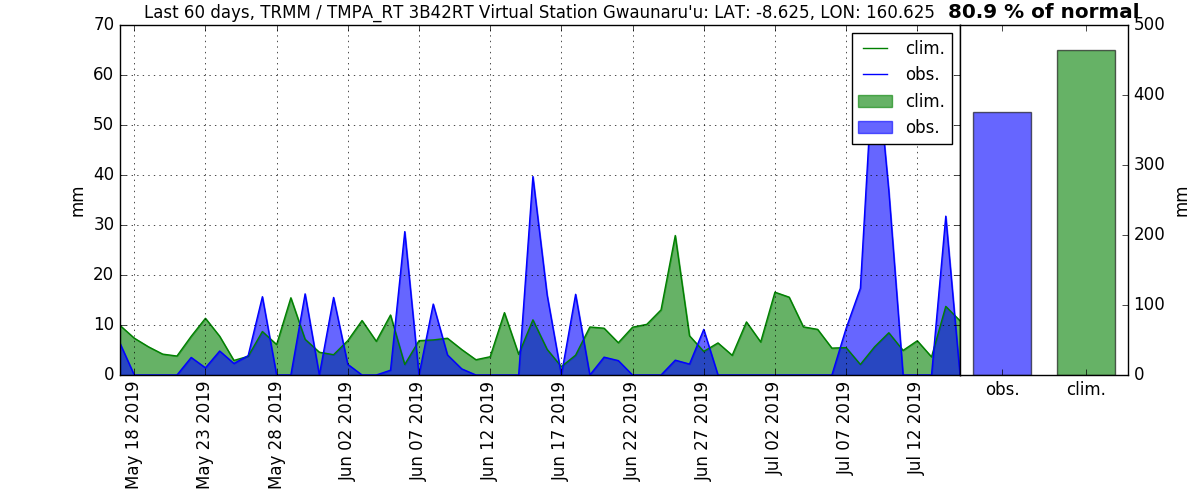 Last 60 days, TRMM / TMPA_RT 3B42RT Virtual Station Gwaunaru'u: LAT: -8.625, LON: 160.625 80.9 % of normal
70
60
50
40
30
20
10
0
mm
clim.
obs.
clim.
obs.
May 18 2019
May 23 2019
May 28 2019
Jun 02 2019
Jun 07 2019
Jun 12 2019
Jun 17 2019
Jun 22 2019
Jun 27 2019
Jul 02 2019
Jul 07 2019
Jul 12 2019
500
400
300
200
100
0
mm
obs.
clim.